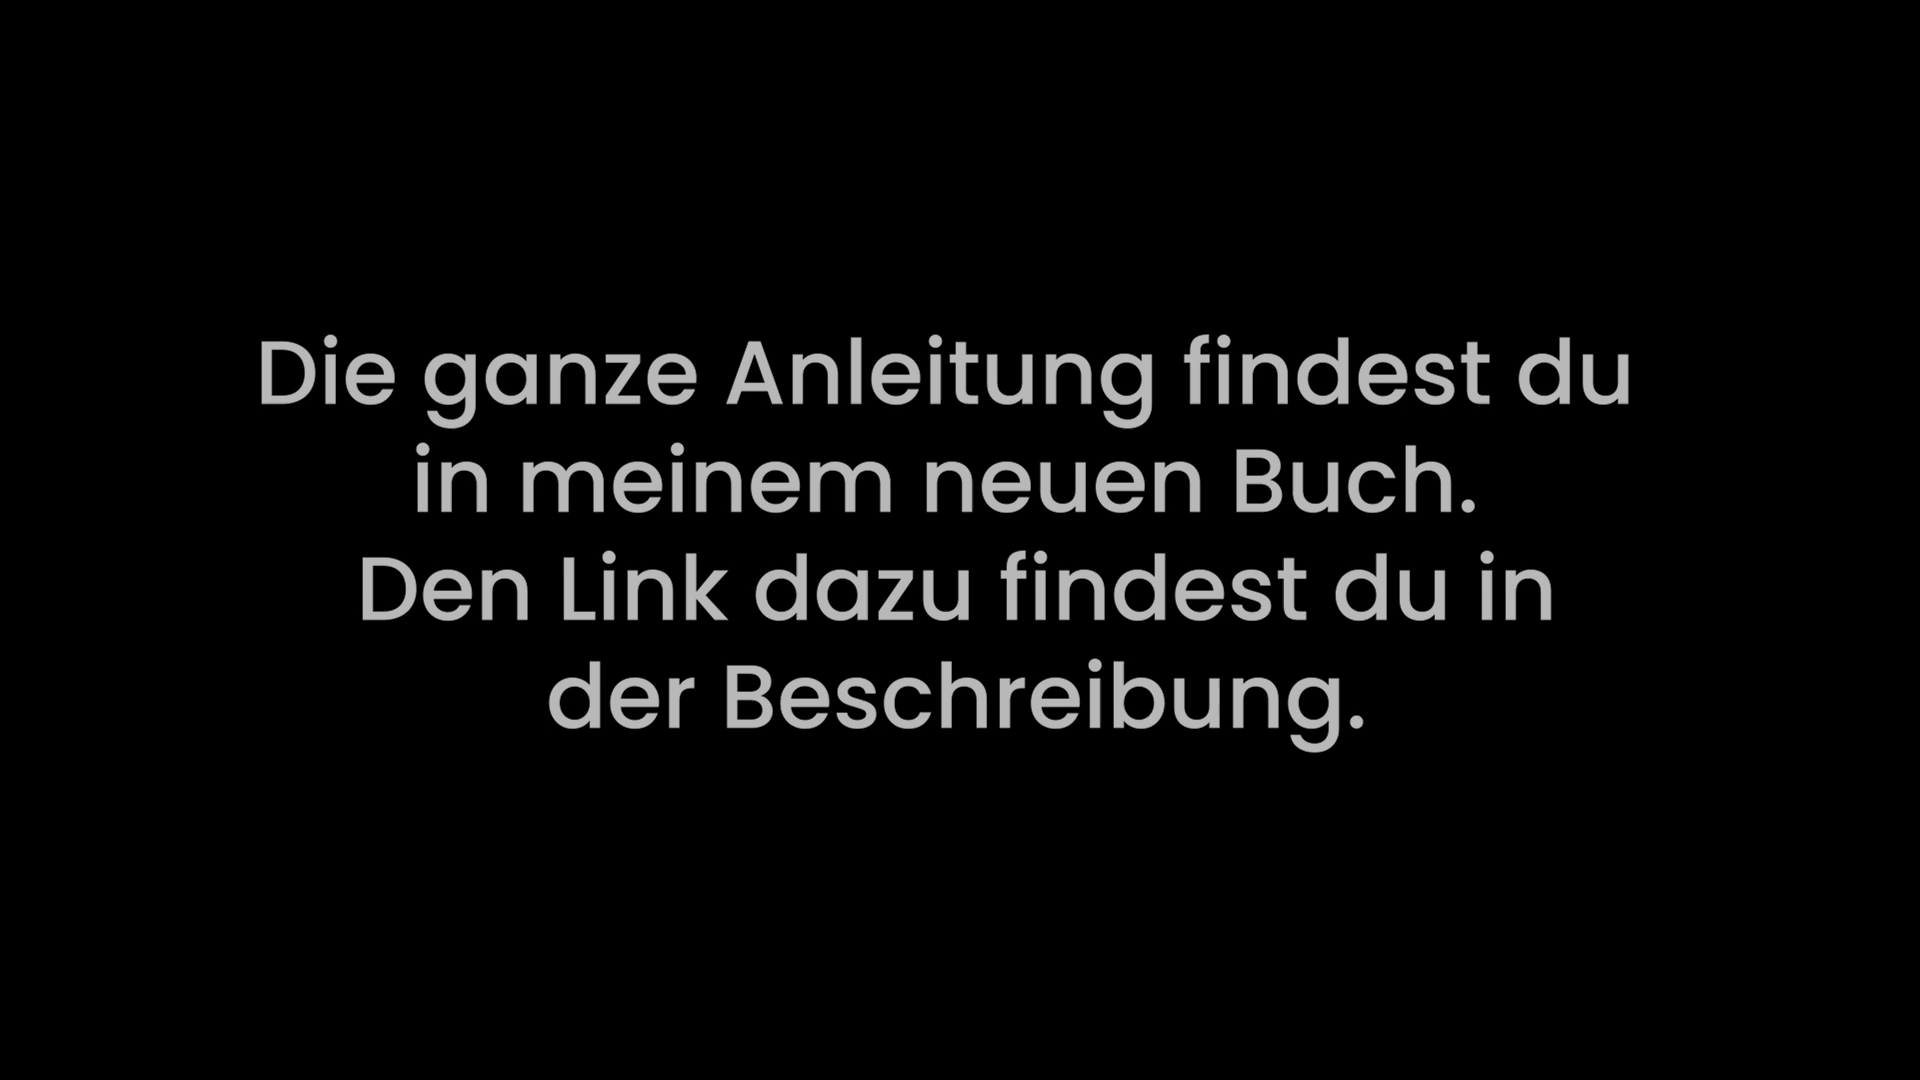 Die ganze Anleitung findest du
in meinem neuen Buch.
Den Link dazu findest du in
der Beschreibung.